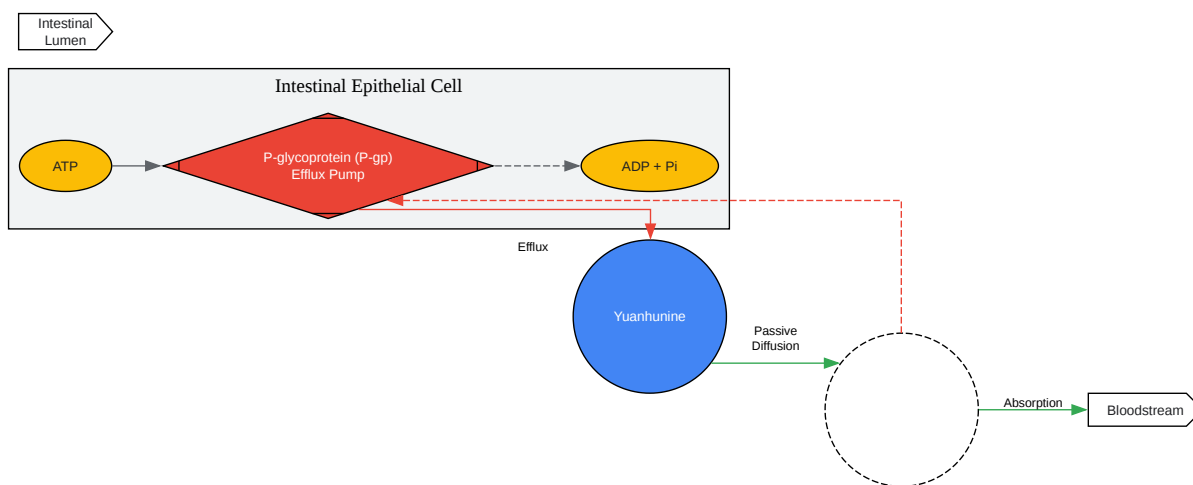 Intestinal
Lumen
Intestinal Epithelial Cell
ATP
P-glycoprotein (P-gp)
Efflux Pump
ADP + Pi
Efflux
Yuanhunine
Passive
Diffusion
Absorption
Bloodstream